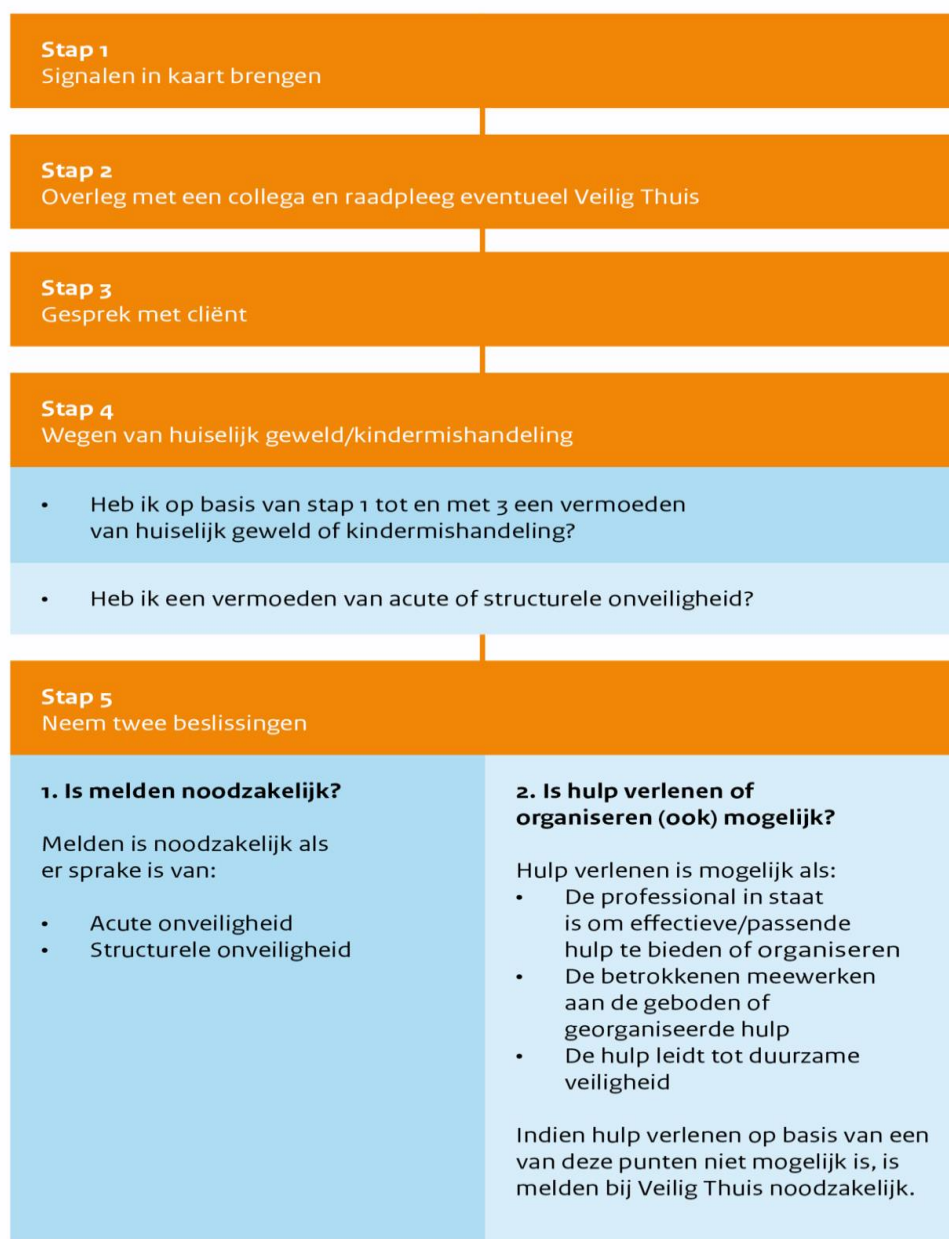 Stap 1
Signalen in kaart brengen
Stap 2
Overleg met een collega en raadpleeg eventueel Veilig Thuis
Stap 3
Gesprek met cliënt
Stap 4
Wegen van huiselijk geweld/kindermishandeling
• Heb ik op basis van stap 1 tot en met 3 een vermoeden
van huiselijk geweld of kindermishandeling?
• Heb ik een vermoeden van acute of structurele onveiligheid?
Stap 5
Neem twee beslissingen
1. Is melden noodzakelijk?
Melden is noodzakelijk als
er sprake is van:
• Acute onveiligheid
• Structurele onveiligheid
2. Is hulp verlenen of
organiseren (ook) mogelijk?
Hulp verlenen is mogelijk als:
• De professional in staat
is om effectieve/passende
hulp te bieden of organiseren
• De betrokkenen meewerken
aan de geboden of
georganiseerde hulp
• De hulp leidt tot duurzame
veiligheid
Indien hulp verlenen op basis van een
van deze punten niet mogelijk is, is
melden bij Veilig Thuis noodzakelijk.